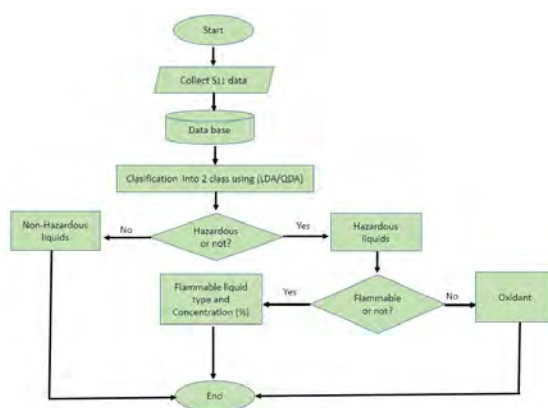 Start
Collect S11 data
Data base
Clasification Into 2 class using (LDA/QDA)
Non-Hazardous
liquids
No
Hazardous
or not?
Yes
Hazardous
liquids
Flammable liquid
type and
Concentration (%)
Yes
Flammable
or not?
No
Oxidant
End